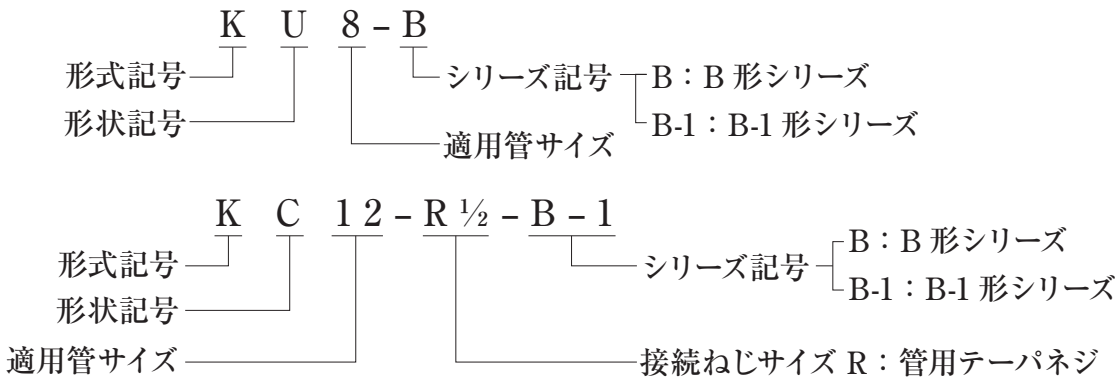 K U 8 – B
形式記号 シリーズ記号 B：B 形シリーズ
形状記号 B-1：B-1 形シリーズ
適用管サイズ
K C 1 2 – R ½ – B – 1
形式記号 シリーズ記号 B：B 形シリーズ
形状記号 B-1：B-1 形シリーズ
適用管サイズ 接続ねじサイズ R：管用テーパネジ